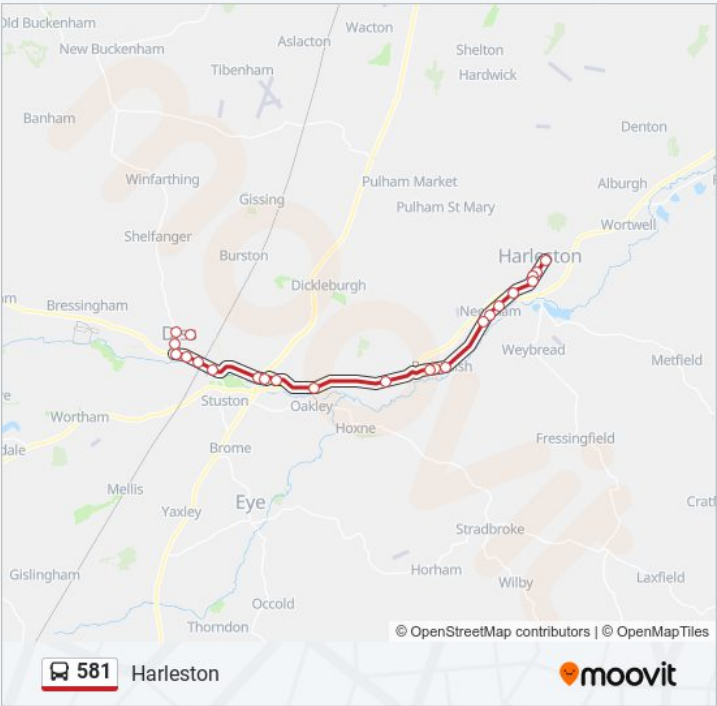 Old Buckenham
New Buckenham
Wacton
Aslacton
Shelton
Hardwick
Tibenham
Banham
Denton
Winfarthing
Pulham Market
Alburgh
Gissing
Pulham St Mary
Wortwell
Shelfanger
Burston
Harleston
Dickleburgh
Bressingham
Weybread
Metfield
Stuston
Oakley
Wortham
Hoxne
Fressingfield
Brome
Mellis
Eye
Yaxley
Stradbroke
Gislingham
Horham
Wilby
Laxfield
Occold
Thorndon
© OpenStreetMap contributors | © OpenMapTiles
581 Harleston
moovit